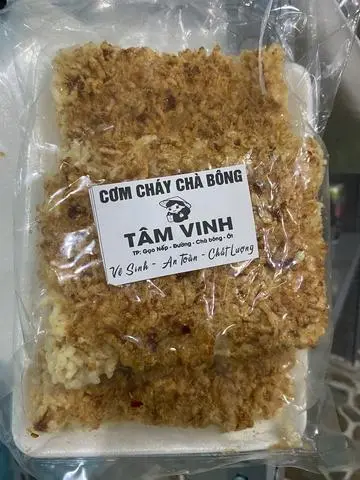 CƠM CHÁY CHÀ BÔNG
TÂM VINH
TP: Gạo Nếp - Đường - Chà bông - Ớt
Vệ Sinh - An Toàn - Chất Lượng